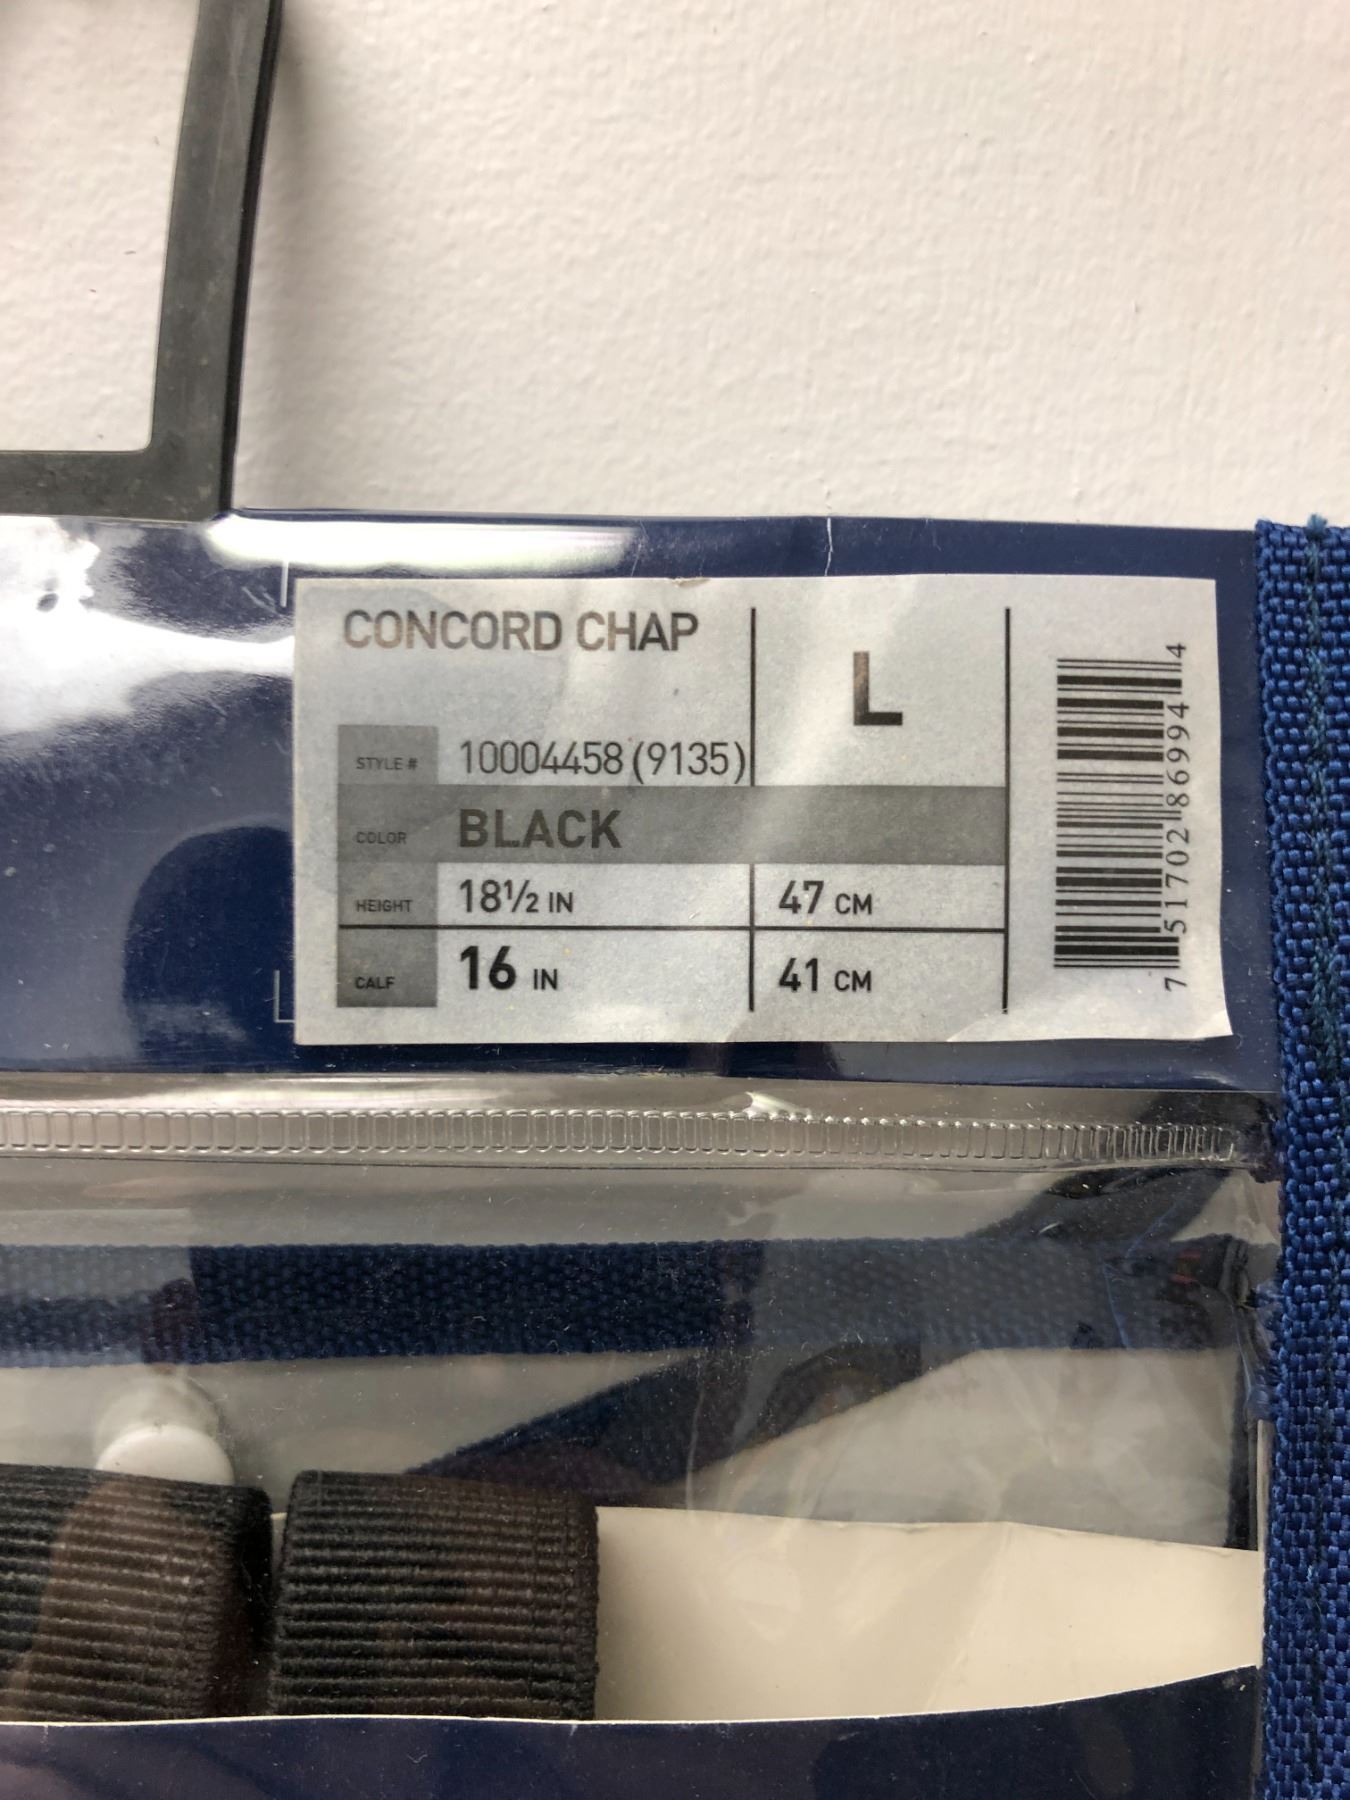 CONCORD CHAP
L
STYLE # 10004458 (9135)
COLOR BLACK
HEIGHT 18½ IN 47 CM
CALF 16 IN 41 CM
7 51702 86994 4